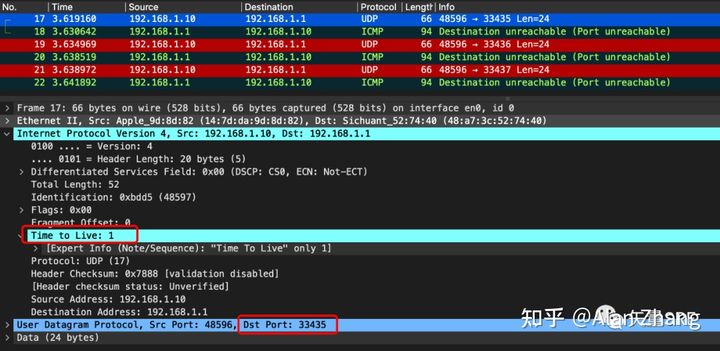 No. Time Source Destination Protocol Length Info
17 3.619160 192.168.1.10 192.168.1.1 UDP 66 48596 → 33435 Len=24
18 3.630642 192.168.1.1 192.168.1.10 ICMP 94 Destination unreachable (Port unreachable)
19 3.634969 192.168.1.10 192.168.1.1 UDP 66 48596 → 33436 Len=24
20 3.638519 192.168.1.1 192.168.1.10 ICMP 94 Destination unreachable (Port unreachable)
21 3.638972 192.168.1.10 192.168.1.1 UDP 66 48596 → 33437 Len=24
22 3.641892 192.168.1.1 192.168.1.10 ICMP 94 Destination unreachable (Port unreachable)
Frame 17: 66 bytes on wire (528 bits), 66 bytes captured (528 bits) on interface en0, id 0
Ethernet II, Src: Apple_9d:8d:82 (14:7d:da:9d:8d:82), Dst: Sichuant_52:74:40 (48:a7:3c:52:74:40)
Internet Protocol Version 4, Src: 192.168.1.10, Dst: 192.168.1.1
0100 .... = Version: 4
.... 0101 = Header Length: 20 bytes (5)
Differentiated Services Field: 0x00 (DSCP: CS0, ECN: Not-ECT)
Total Length: 52
Identification: 0xbdd5 (48597)
Flags: 0x00
Fragment Offset: 0
Time to Live: 1
[Expert Info (Note/Sequence): "Time To Live" only 1]
Protocol: UDP (17)
Header Checksum: 0x7888 [validation disabled]
[Header checksum status: Unverified]
Source Address: 192.168.1.10
Destination Address: 192.168.1.1
User Datagram Protocol, Src Port: 48596, Dst Port: 33435
Data (24 bytes)
知乎 @Alan Zhang